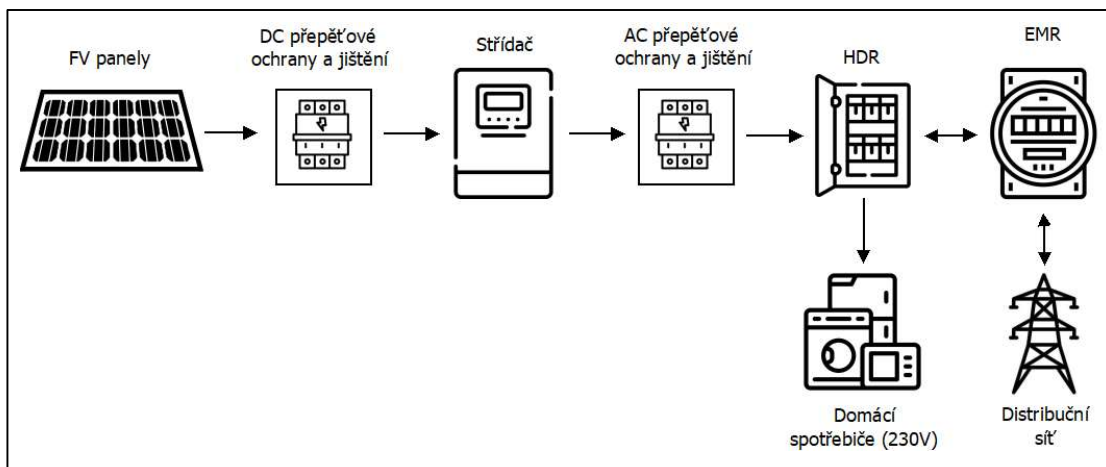 FV panely
DC přepěťové
ochrany a jištění
Střídač
AC přepěťové
ochrany a jištění
HDR
EMR
Domácí
spotřebiče (230V)
Distribuční
síť